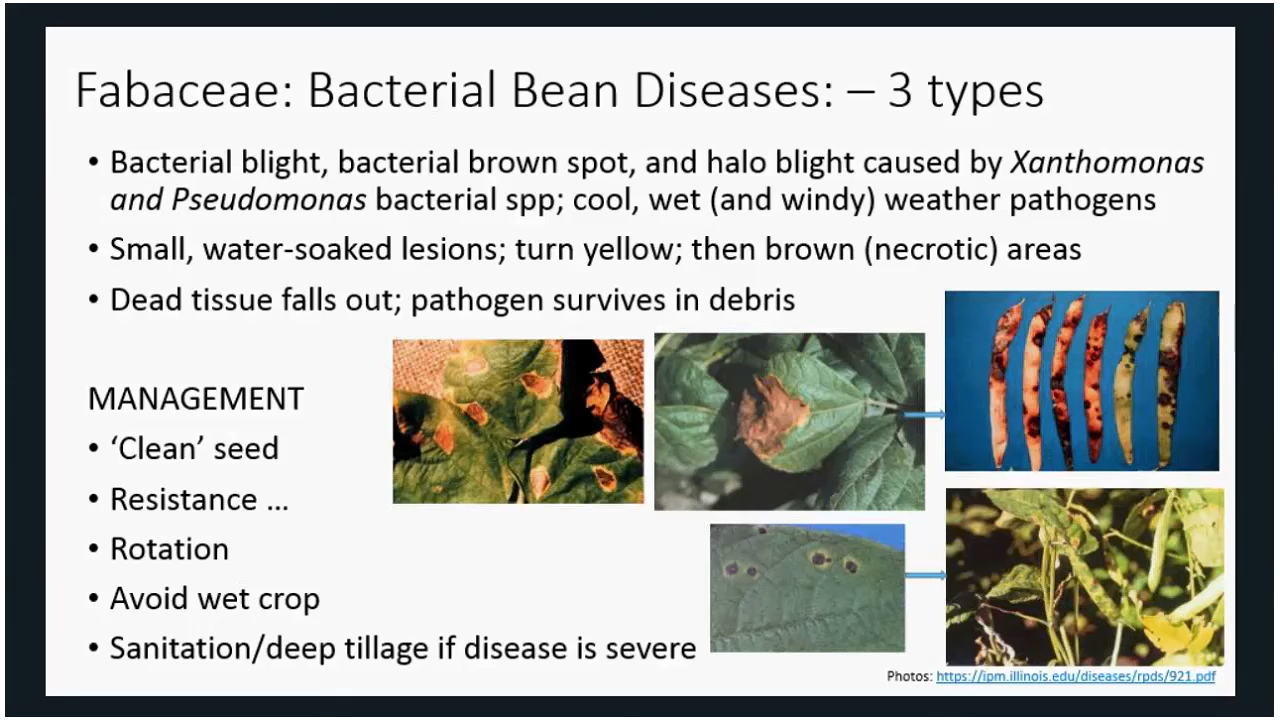 Fabaceae: Bacterial Bean Diseases: – 3 types
• Bacterial blight, bacterial brown spot, and halo blight caused by Xanthomonas
and Pseudomonas bacterial spp; cool, wet (and windy) weather pathogens
• Small, water-soaked lesions; turn yellow; then brown (necrotic) areas
• Dead tissue falls out; pathogen survives in debris
MANAGEMENT
• ‘Clean’ seed
• Resistance …
• Rotation
• Avoid wet crop
• Sanitation/deep tillage if disease is severe
Photos: https://ipm.illinois.edu/diseases/rpds/921.pdf